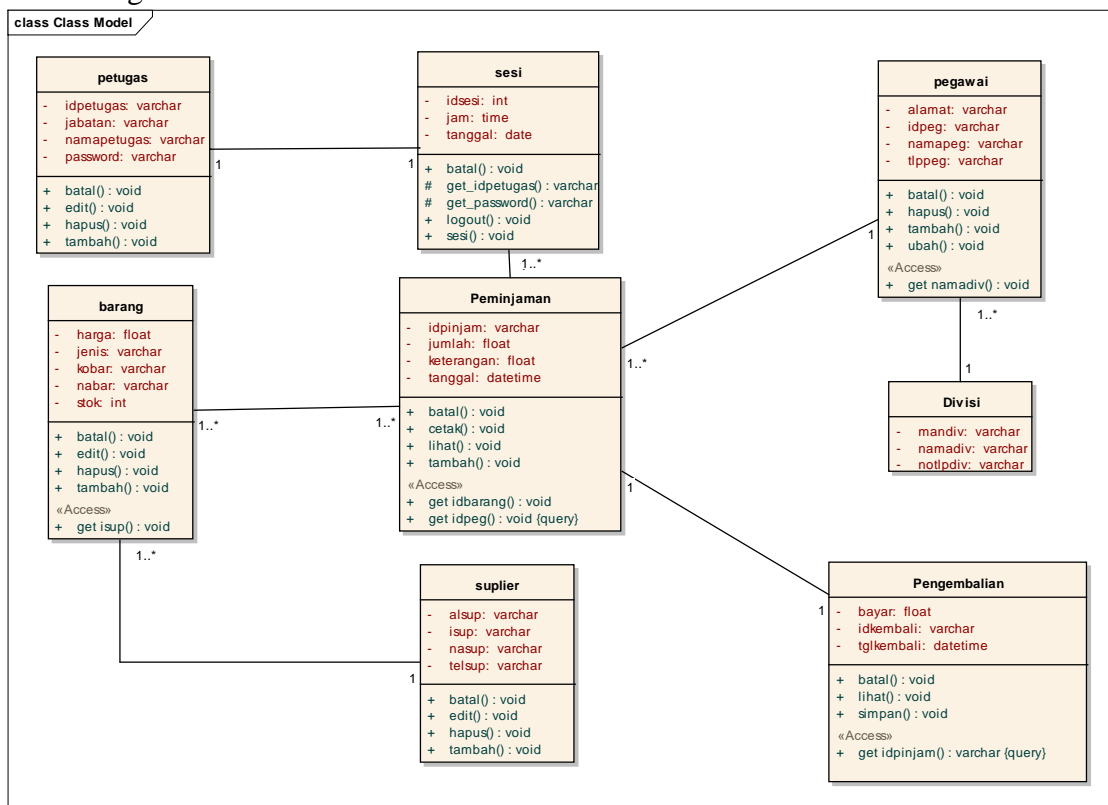 class Class Model
petugas
- idpetugas: varchar
- jabatan: varchar
- namapetugas: varchar
- password: varchar
+ batal() : void
+ edit() : void
+ hapus() : void
+ tambah() : void
1
1
sesi
- idsesi: int
- jam: time
- tanggal: date
+ batal() : void
# get_idpetugas() : varchar
# get_password() : varchar
+ logout() : void
+ sesi() : void
1..*
pegawai
- alamat: varchar
- idpeg: varchar
- namapeg: varchar
- tlppeg: varchar
+ batal() : void
+ hapus() : void
+ tambah() : void
+ ubah() : void
«Access»
+ get namadiv() : void
1
1..*
barang
- harga: float
- jenis: varchar
- kobar: varchar
- nabar: varchar
- stok: int
+ batal() : void
+ edit() : void
+ hapus() : void
+ tambah() : void
«Access»
+ get isup() : void
1..*
1..*
Peminjaman
- idpinjam: varchar
- jumlah: float
- keterangan: float
- tanggal: datetime
+ batal() : void
+ cetak() : void
+ lihat() : void
+ tambah() : void
«Access»
+ get idbarang() : void
+ get idpeg() : void {query}
1..*
1..*
1
1
Divisi
- mandiv: varchar
- namadiv: varchar
- notlpdiv: varchar
suplier
- alsup: varchar
- isup: varchar
- nasup: varchar
- telsup: varchar
+ batal() : void
+ edit() : void
+ hapus() : void
+ tambah() : void
1
1
Pengembalian
- bayar: float
- idkembali: varchar
- tglkembali: datetime
+ batal() : void
+ lihat() : void
+ simpan() : void
«Access»
+ get idpinjam() : varchar {query}